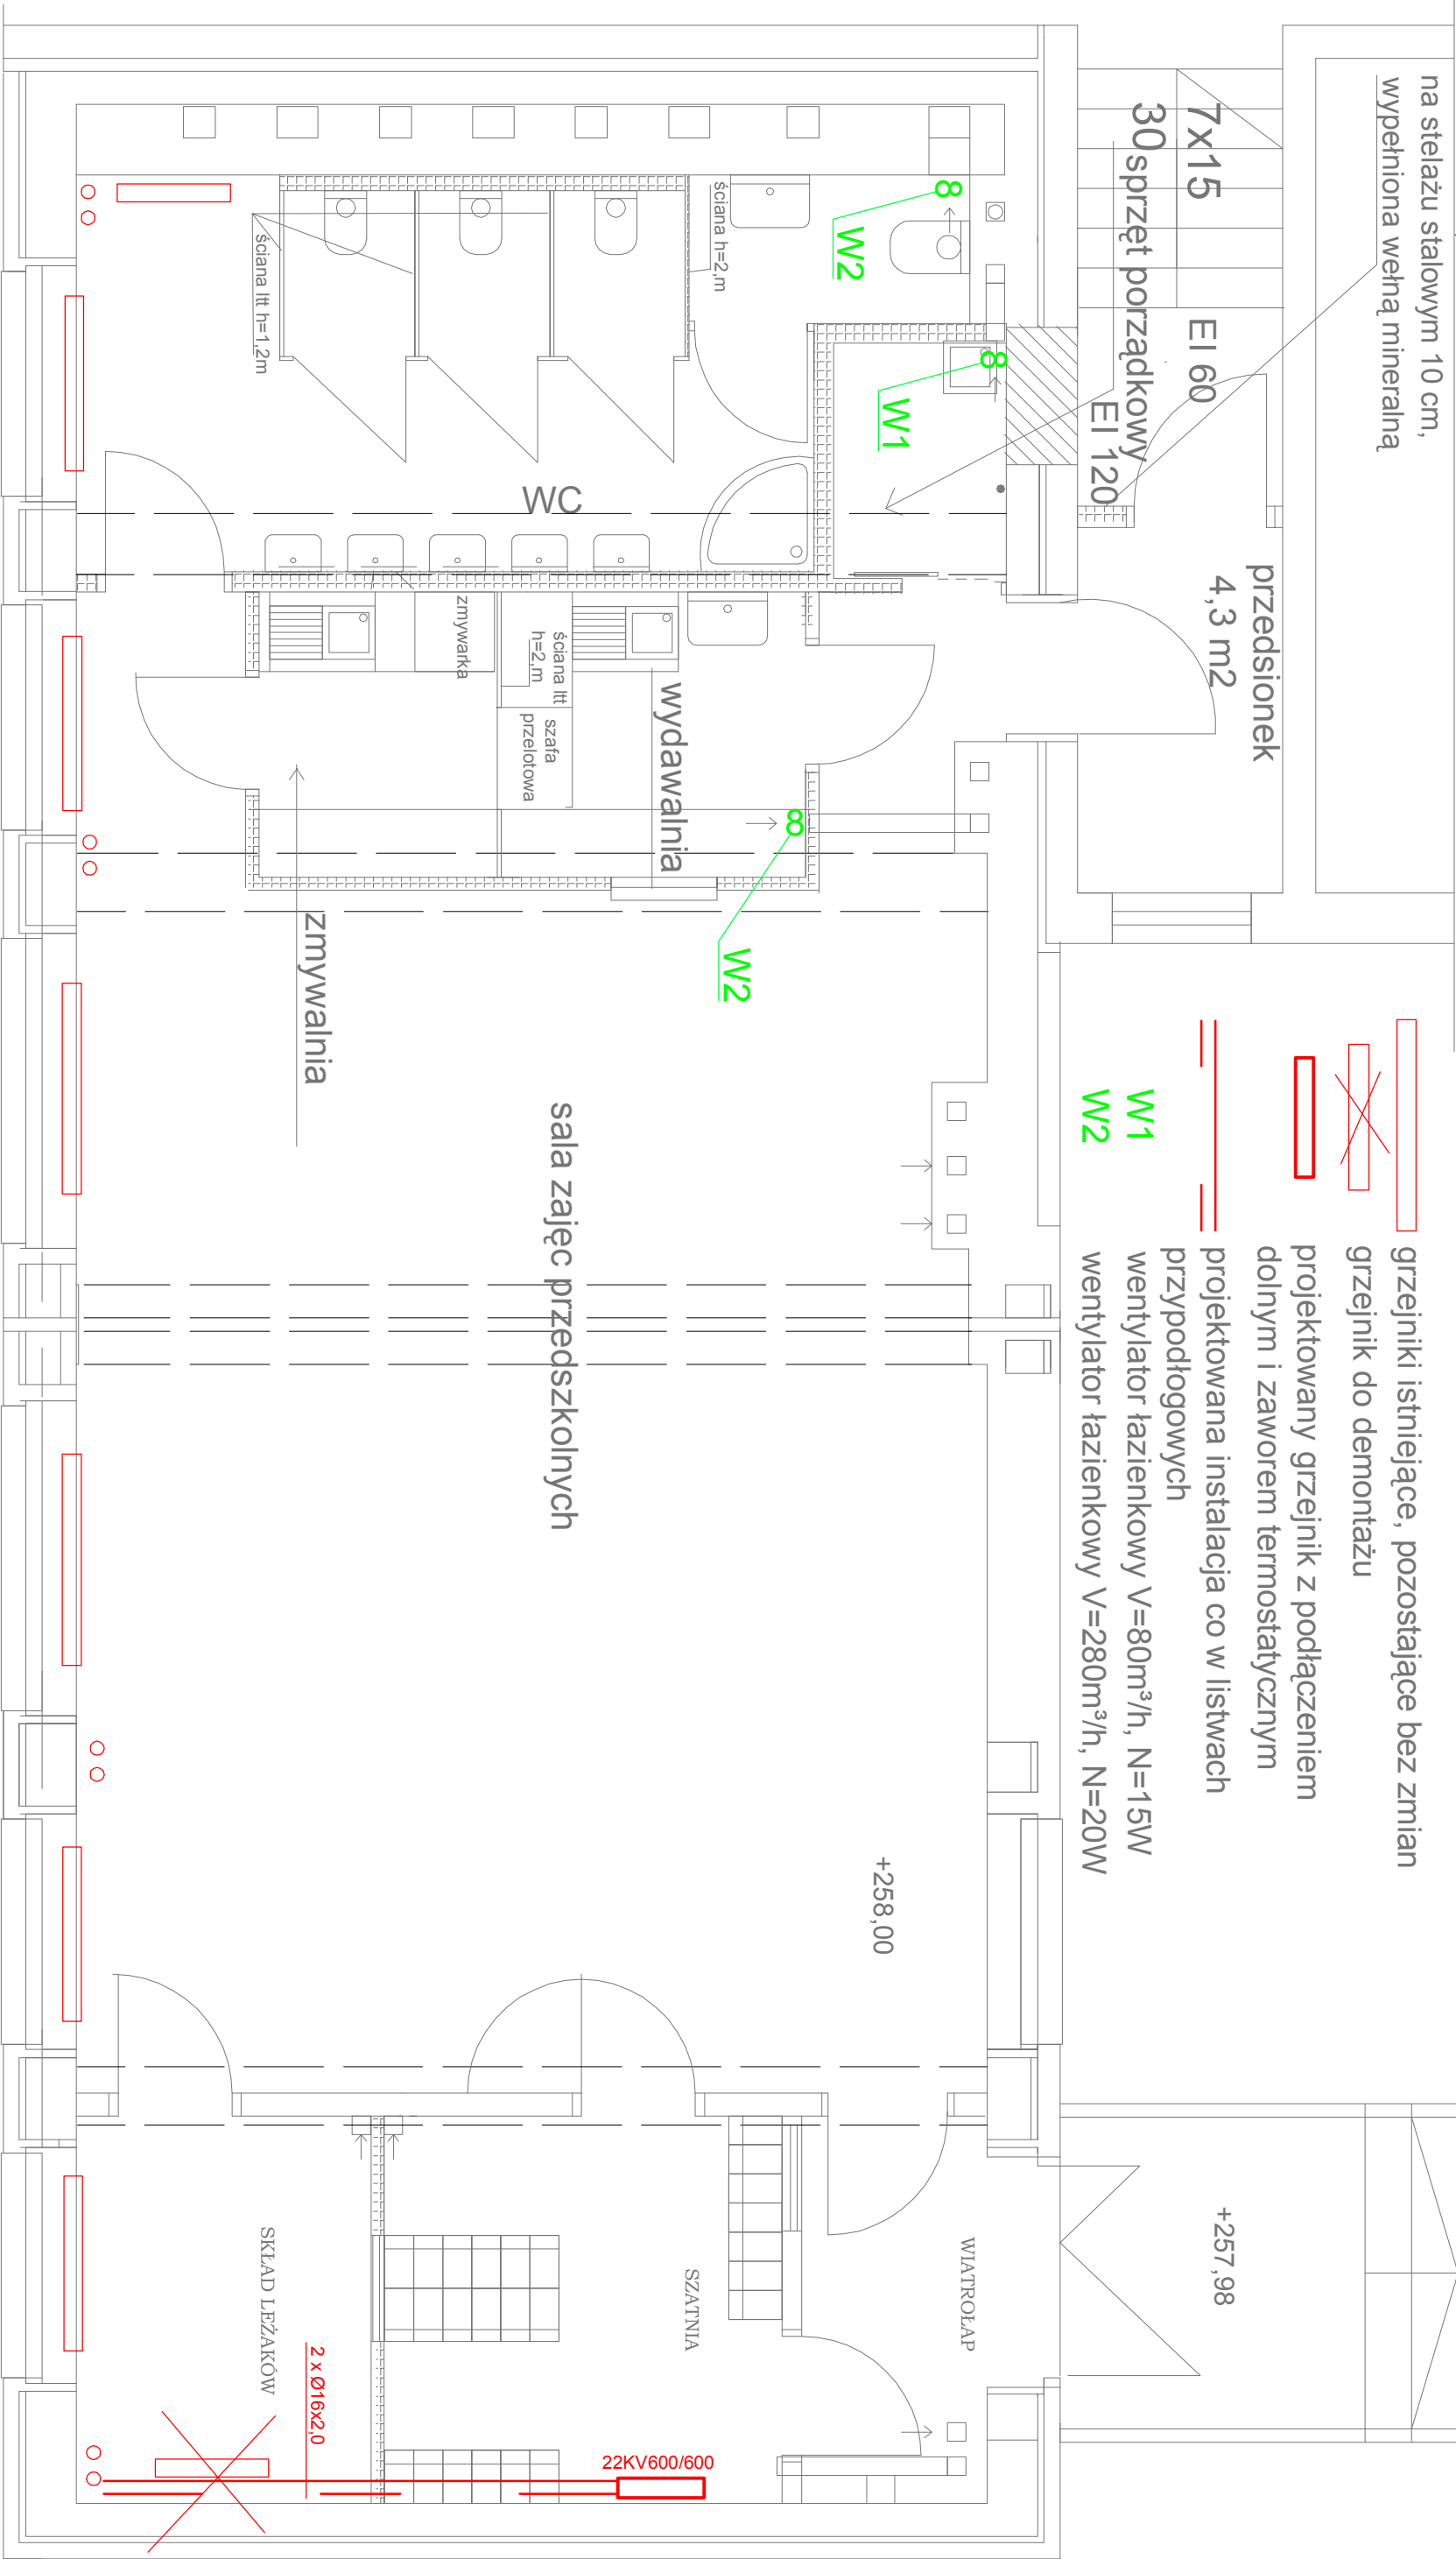 na stelażu stalowym 10 cm,
wypełniona wełną mineralną
7x15
30
sprzęt porządkowy
EI 60
EI 120
przedsionek
4,3 m2
W2
W1
ściana h=2,m
ściana ltt h=1,2m
WC
zmywarka
ściana ltt
h=2,m
szafa
przelotowa
wydawalnia
zmywalnia
W2
sala zajęc przedszkolnych
grzejniki istniejące, pozostające bez zmian
grzejnik do demontażu
projektowany grzejnik z podłączeniem
dolnym i zaworem termostatycznym
projektowana instalacja co w listwach
przypodłogowych
W1 wentylator łazienkowy V=80m³/h, N=15W
W2 wentylator łazienkowy V=280m³/h, N=20W
+258,00
+257,98
WIATROŁAP
SZATNIA
SKŁAD LEŻAKÓW
2 x Ø16x2,0
22KV600/600